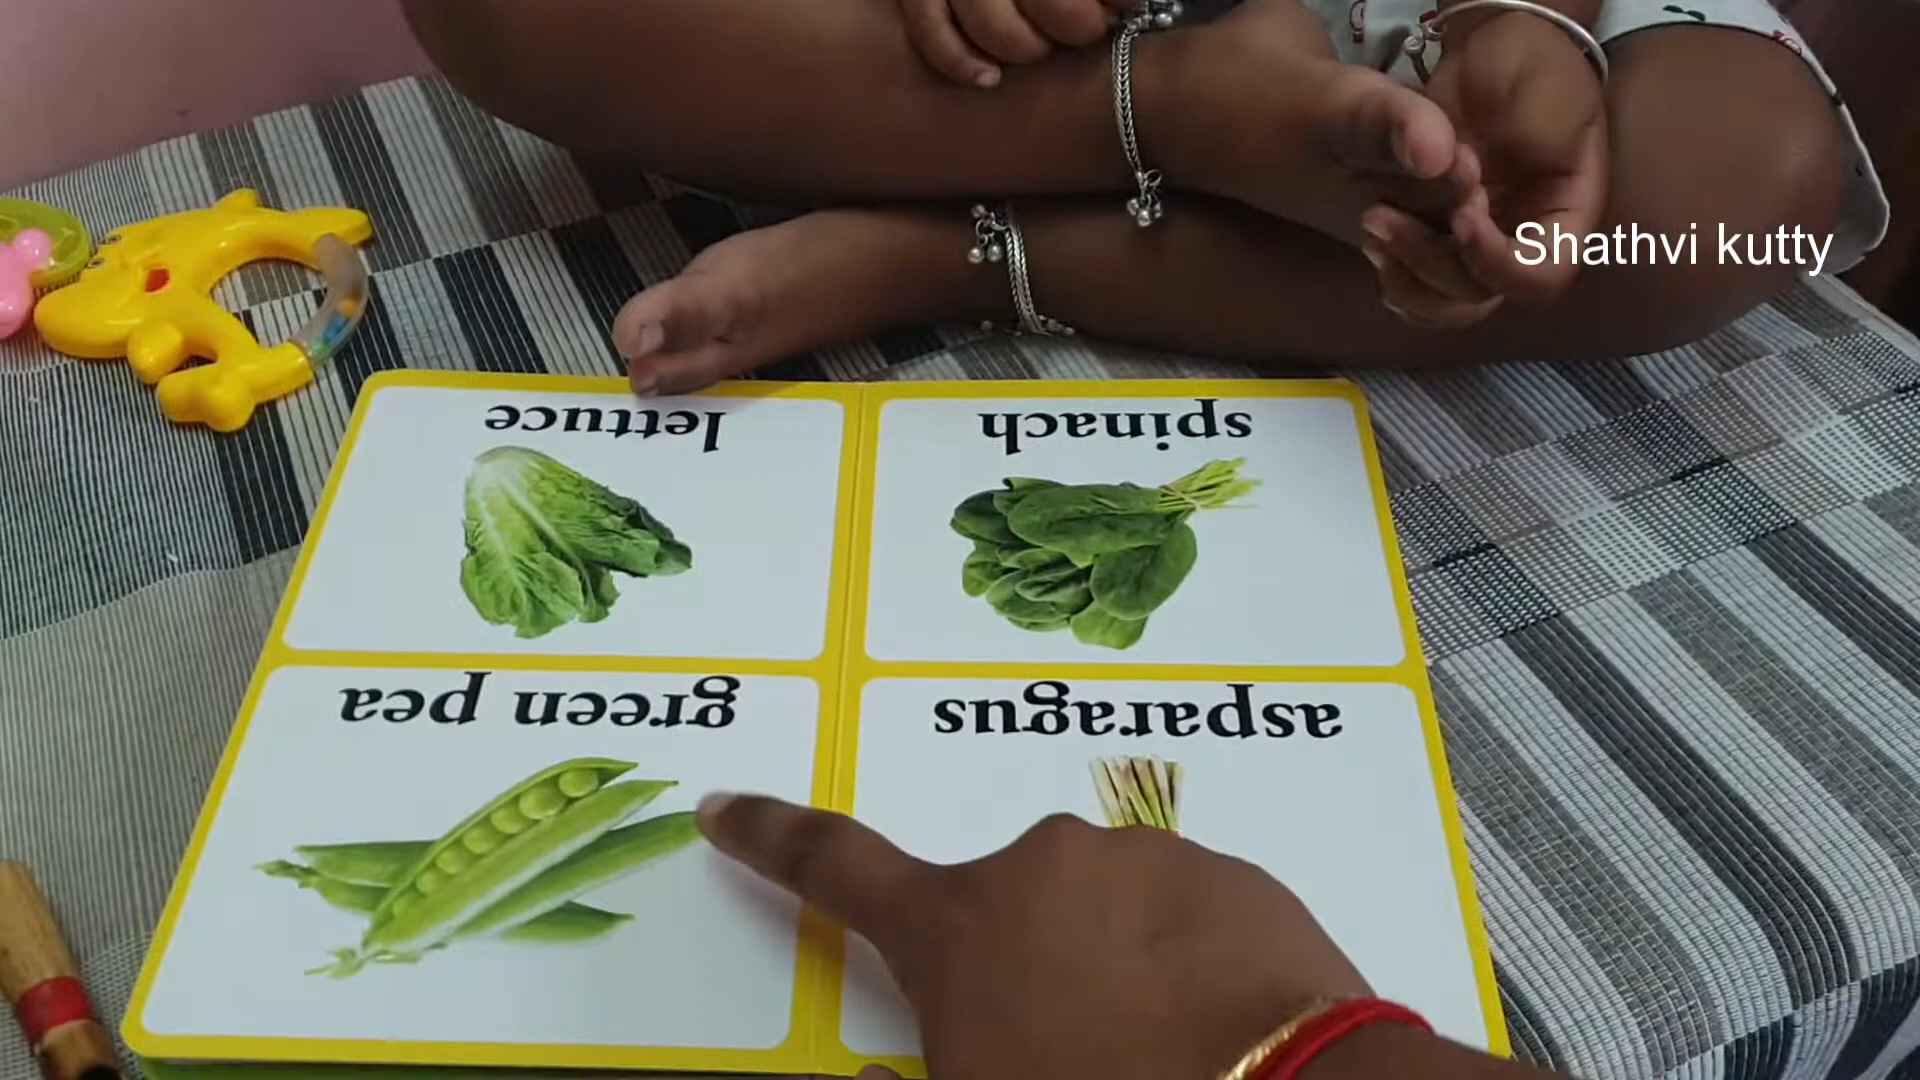 Shathvi kutty
lettuce
spinach
green pea
asparagus